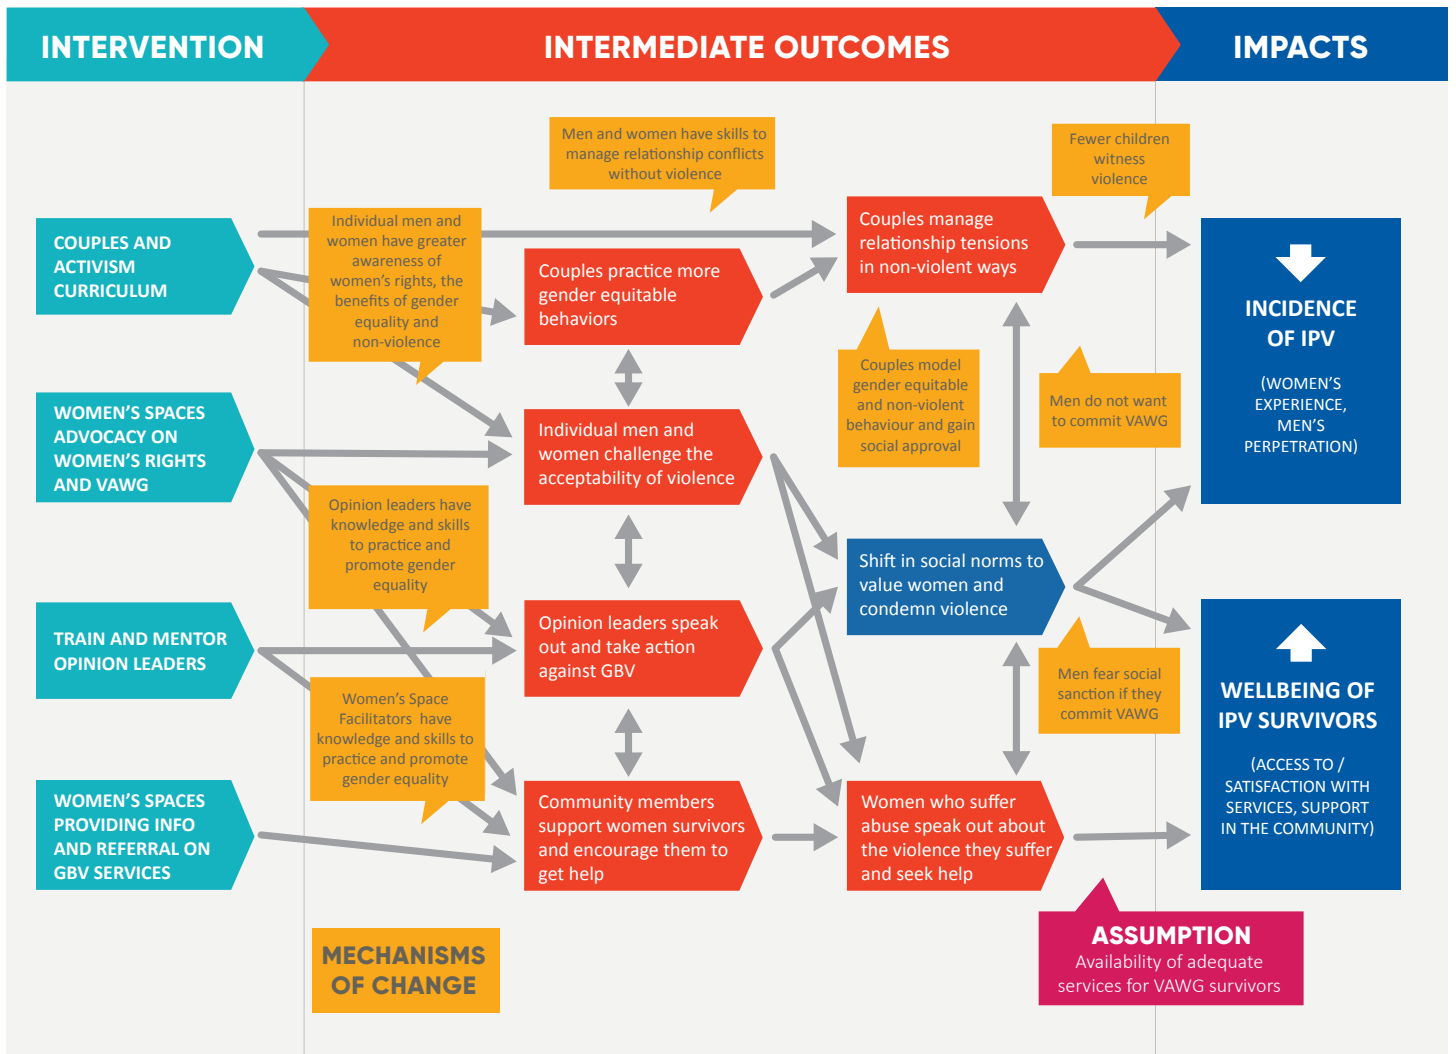 INTERVENTION
INTERMEDIATE OUTCOMES
IMPACTS
Men and women have skills to
manage relationship conflicts
without violence
Fewer children
witness
violence
COUPLES AND
ACTIVISM
CURRICULUM
Individual men and
women have greater
awareness of
women's rights, the
benefits of gender
equality and
non-violence
Couples practice more
gender equitable
behaviors
Couples manage
relationship tensions
in non-violent ways
INCIDENCE
OF IPV
(WOMEN'S
EXPERIENCE,
MEN'S
PERPETRATION)
Couples model
gender equitable
and non-violent
behaviour and gain
social approval
Men do not want
to commit VAWG
WOMEN'S SPACES
ADVOCACY ON
WOMEN'S RIGHTS
AND VAWG
Individual men and
women challenge the
acceptability of violence
Opinion leaders have
knowledge and skills
to practice and
promote gender
equality
Shift in social norms to
value women and
condemn violence
TRAIN AND MENTOR
OPINION LEADERS
Opinion leaders speak
out and take action
against GBV
Men fear social
sanction if they
commit VAWG
WELLBEING OF
IPV SURVIVORS
(ACCESS TO /
SATISFACTION WITH
SERVICES, SUPPORT
IN THE COMMUNITY)
Women's Space
Facilitators have
knowledge and skills to
practice and promote
gender equality
WOMEN'S SPACES
PROVIDING INFO
AND REFERRAL ON
GBV SERVICES
Community members
support women survivors
and encourage them to
get help
Women who suffer
abuse speak out about
the violence they suffer
and seek help
MECHANISMS
OF CHANGE
ASSUMPTION
Availability of adequate
services for VAWG survivors